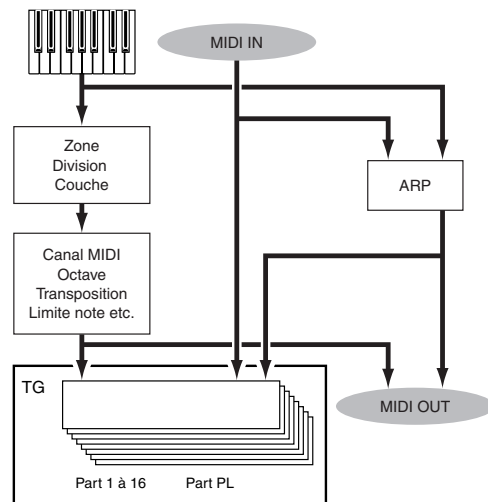 MIDI IN
Zone
Division
Couche
ARP
Canal MIDI
Octave
Transposition
Limite note etc.
TG
MIDI OUT
Part 1 à 16 Part PL